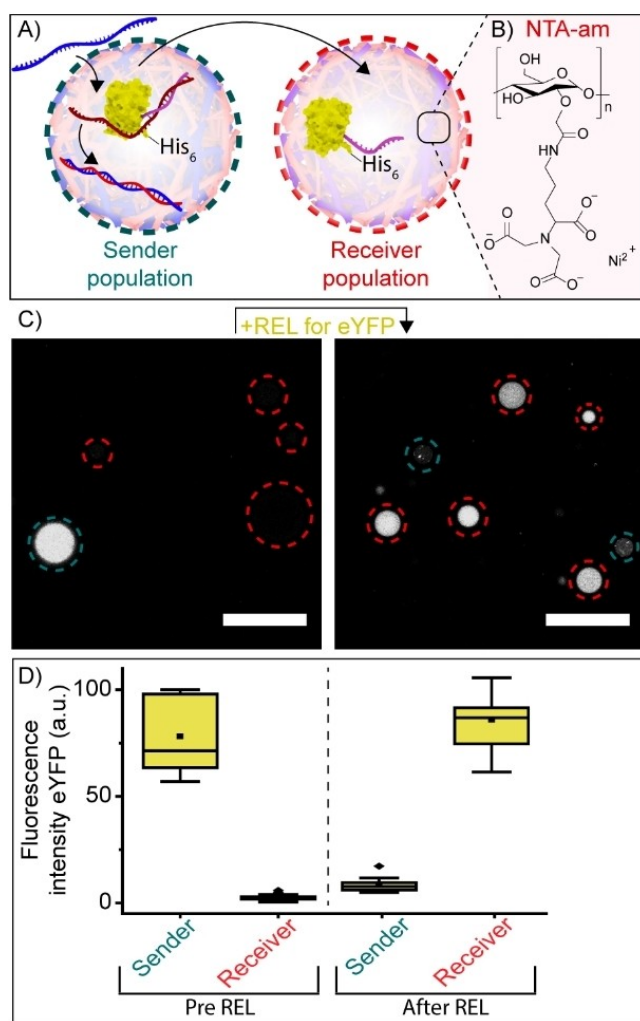 A)
His6
His6
Sender
population
Receiver
population
B) NTA-am
OH
O
O
HO
O
n
O
HN
O
O−
O
−O
N
O−
O
Ni2+
C)
+REL for eYFP
D)
Fluorescence
intensity eYFP (a.u.)
100
50
0
Sender
Receiver
Sender
Receiver
Pre REL
After REL